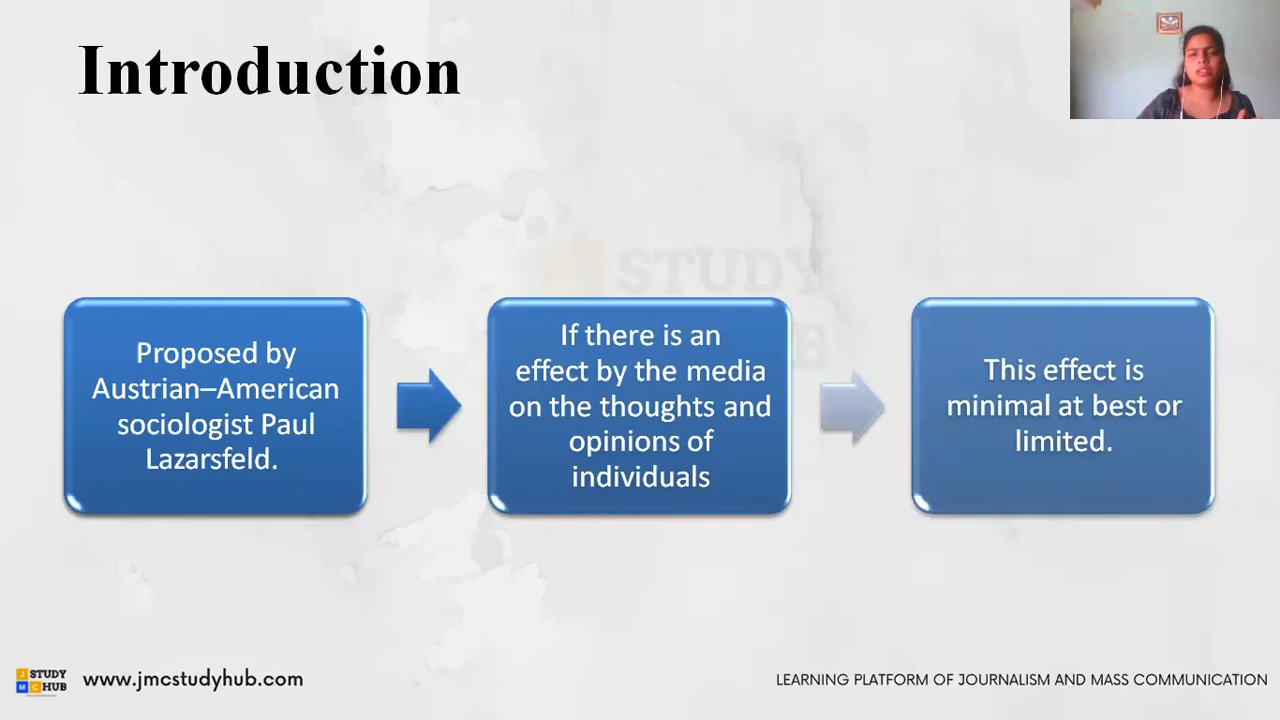 Introduction
STUDY
Proposed by
Austrian–American
sociologist Paul
Lazarsfeld.
If there is an
effect by the media
on the thoughts and
opinions of
individuals
This effect is
minimal at best or
limited.
J STUDY
M C HUB
www.jmcstudyhub.com
LEARNING PLATFORM OF JOURNALISM AND MASS COMMUNICATION